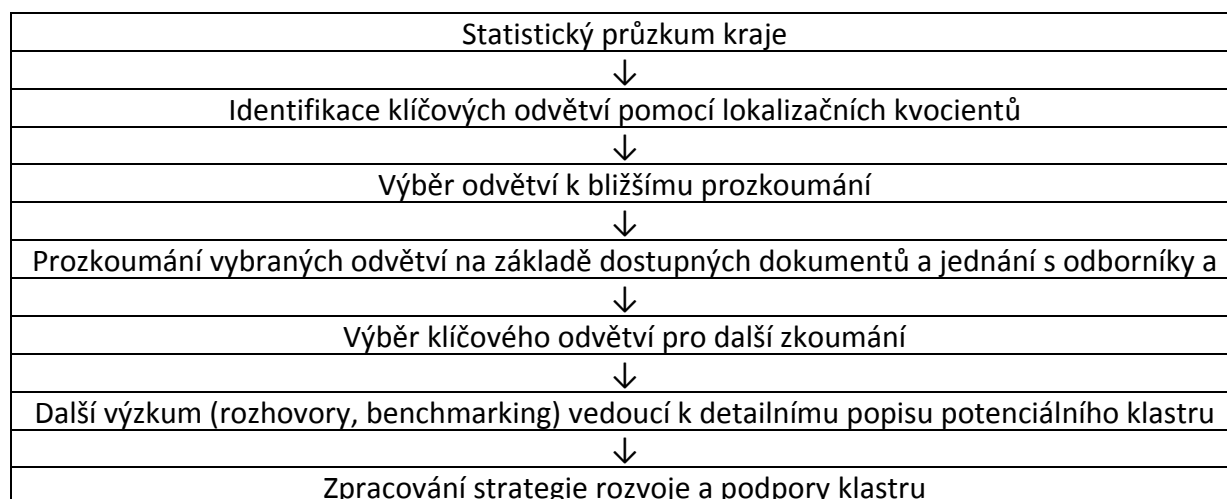 Statistický průzkum kraje
↓
Identifikace klíčových odvětví pomocí lokalizačních kvocientů
↓
Výběr odvětví k bližšímu prozkoumání
↓
Prozkoumání vybraných odvětví na základě dostupných dokumentů a jednání s odborníky a
↓
Výběr klíčového odvětví pro další zkoumání
↓
Další výzkum (rozhovory, benchmarking) vedoucí k detailnímu popisu potenciálního klastru
↓
Zpracování strategie rozvoje a podpory klastru